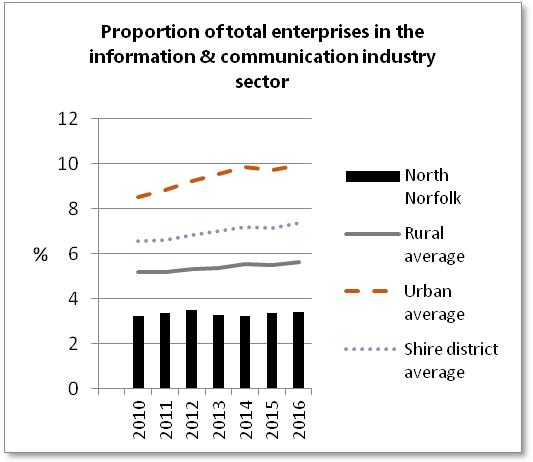 Proportion of total enterprises in the
information & communication industry
sector
12
10
8
6
4
2
0
%
2010
2011
2012
2013
2014
2015
2016
North
Norfolk
Rural
average
Urban
average
Shire district
average